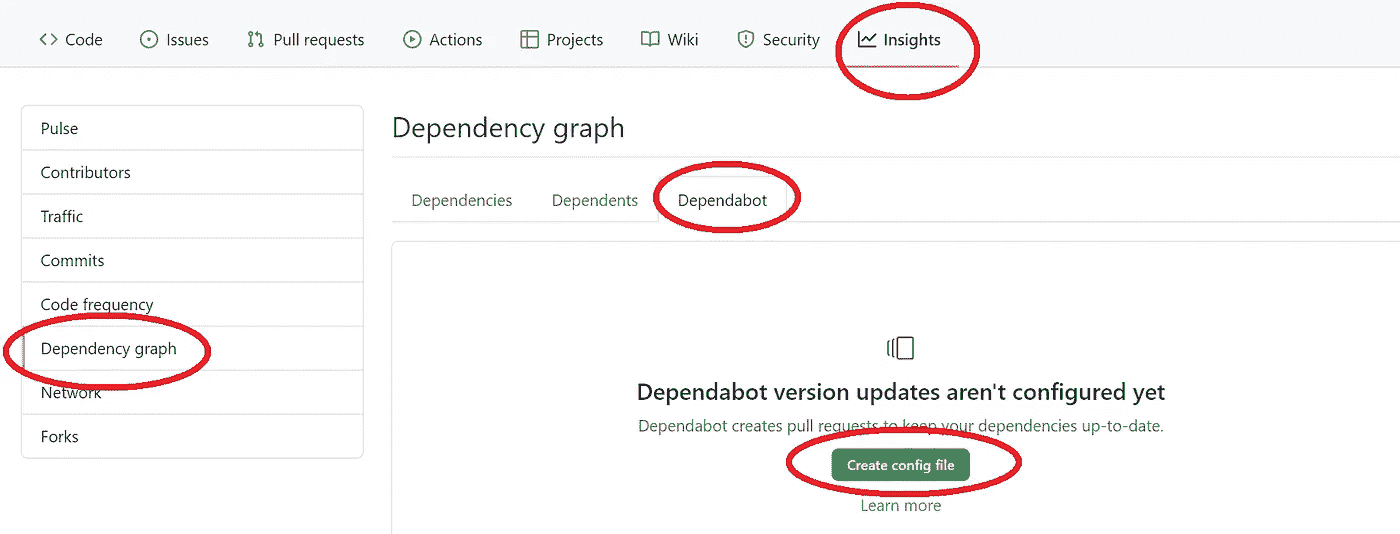 Code Issues Pull requests Actions Projects Wiki Security Insights
Pulse
Contributors
Traffic
Commits
Code frequency
Dependency graph
Network
Forks
Dependency graph
Dependencies Dependents Dependabot
Dependabot version updates aren't configured yet
Dependabot creates pull requests to keep your dependencies up-to-date.
Create config file
Learn more